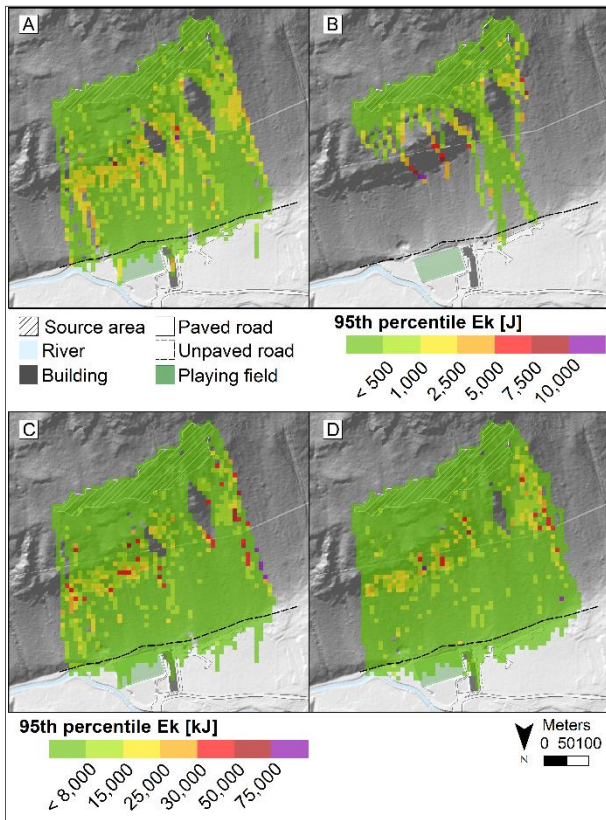 A
B
Source area
Paved road
River
Unpaved road
Building
Playing field
95th percentile Ek [J]
< 500
1,000
2,500
5,000
7,500
10,000
C
D
95th percentile Ek [kJ]
< 8,000
15,000
25,000
30,000
50,000
75,000
N
Meters
0 50100